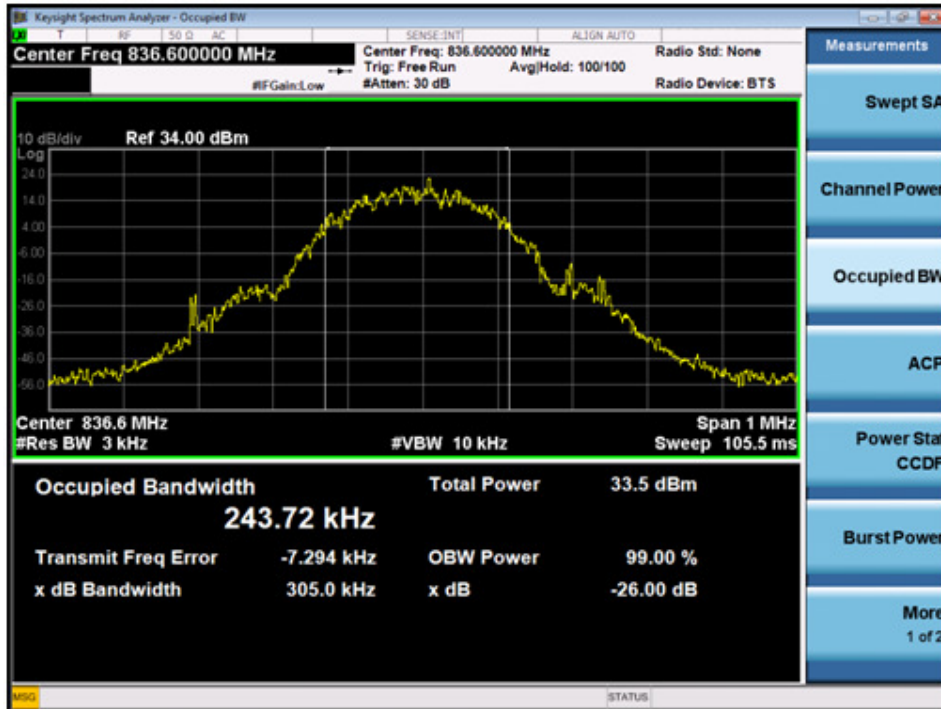 Keysight Spectrum Analyzer - Occupied BW
T RF 50 Ω AC SENSE:INT ALIGN AUTO
Center Freq 836.600000 MHz
Center Freq: 836.600000 MHz Radio Std: None
Trig: Free Run Avg|Hold: 100/100
#IFGain:Low #Atten: 30 dB Radio Device: BTS
10 dB/div Ref 34.00 dBm
Log
24.0
14.0
4.00
-6.00
-16.0
-26.0
-36.0
-46.0
-56.0
Center 836.6 MHz Span 1 MHz
#Res BW 3 kHz #VBW 10 kHz Sweep 105.5 ms
Occupied Bandwidth Total Power 33.5 dBm
243.72 kHz
Transmit Freq Error -7.294 kHz OBW Power 99.00 %
x dB Bandwidth 305.0 kHz x dB -26.00 dB
MSG STATUS
Measurements
Swept SA
Channel Power
Occupied BW
ACP
Power Stat
CCDF
Burst Power
More
1 of 2